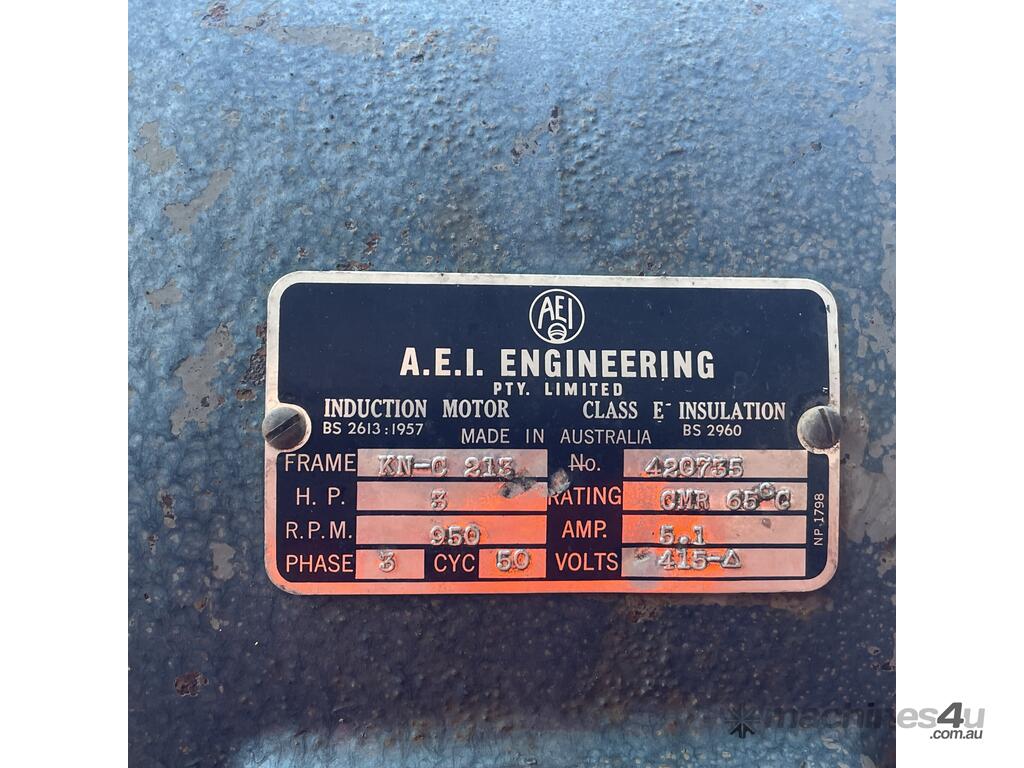 AEI
A.E.I. ENGINEERING
PTY. LIMITED
INDUCTION MOTOR CLASS E INSULATION
BS 2613:1957 MADE IN AUSTRALIA BS 2960
FRAME KN-C 213 No. 420735
H. P. 3 RATING CMR 65°C
R.P.M. 950 AMP. 5.1
PHASE 3 CYC 50 VOLTS 415-Δ
NP.1798
machines4u
.com.au